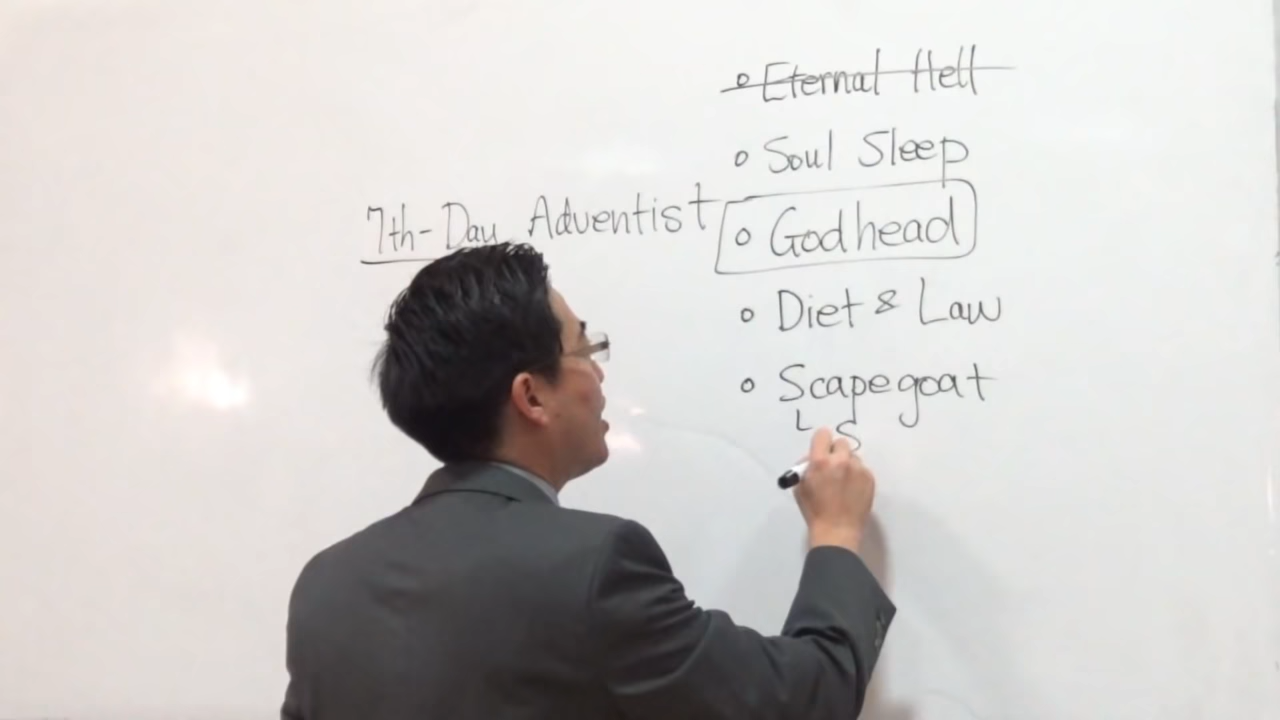 Eternal Hell
Soul Sleep
7th-Day Adventist
Godhead
Diet & Law
Scapegoat
S